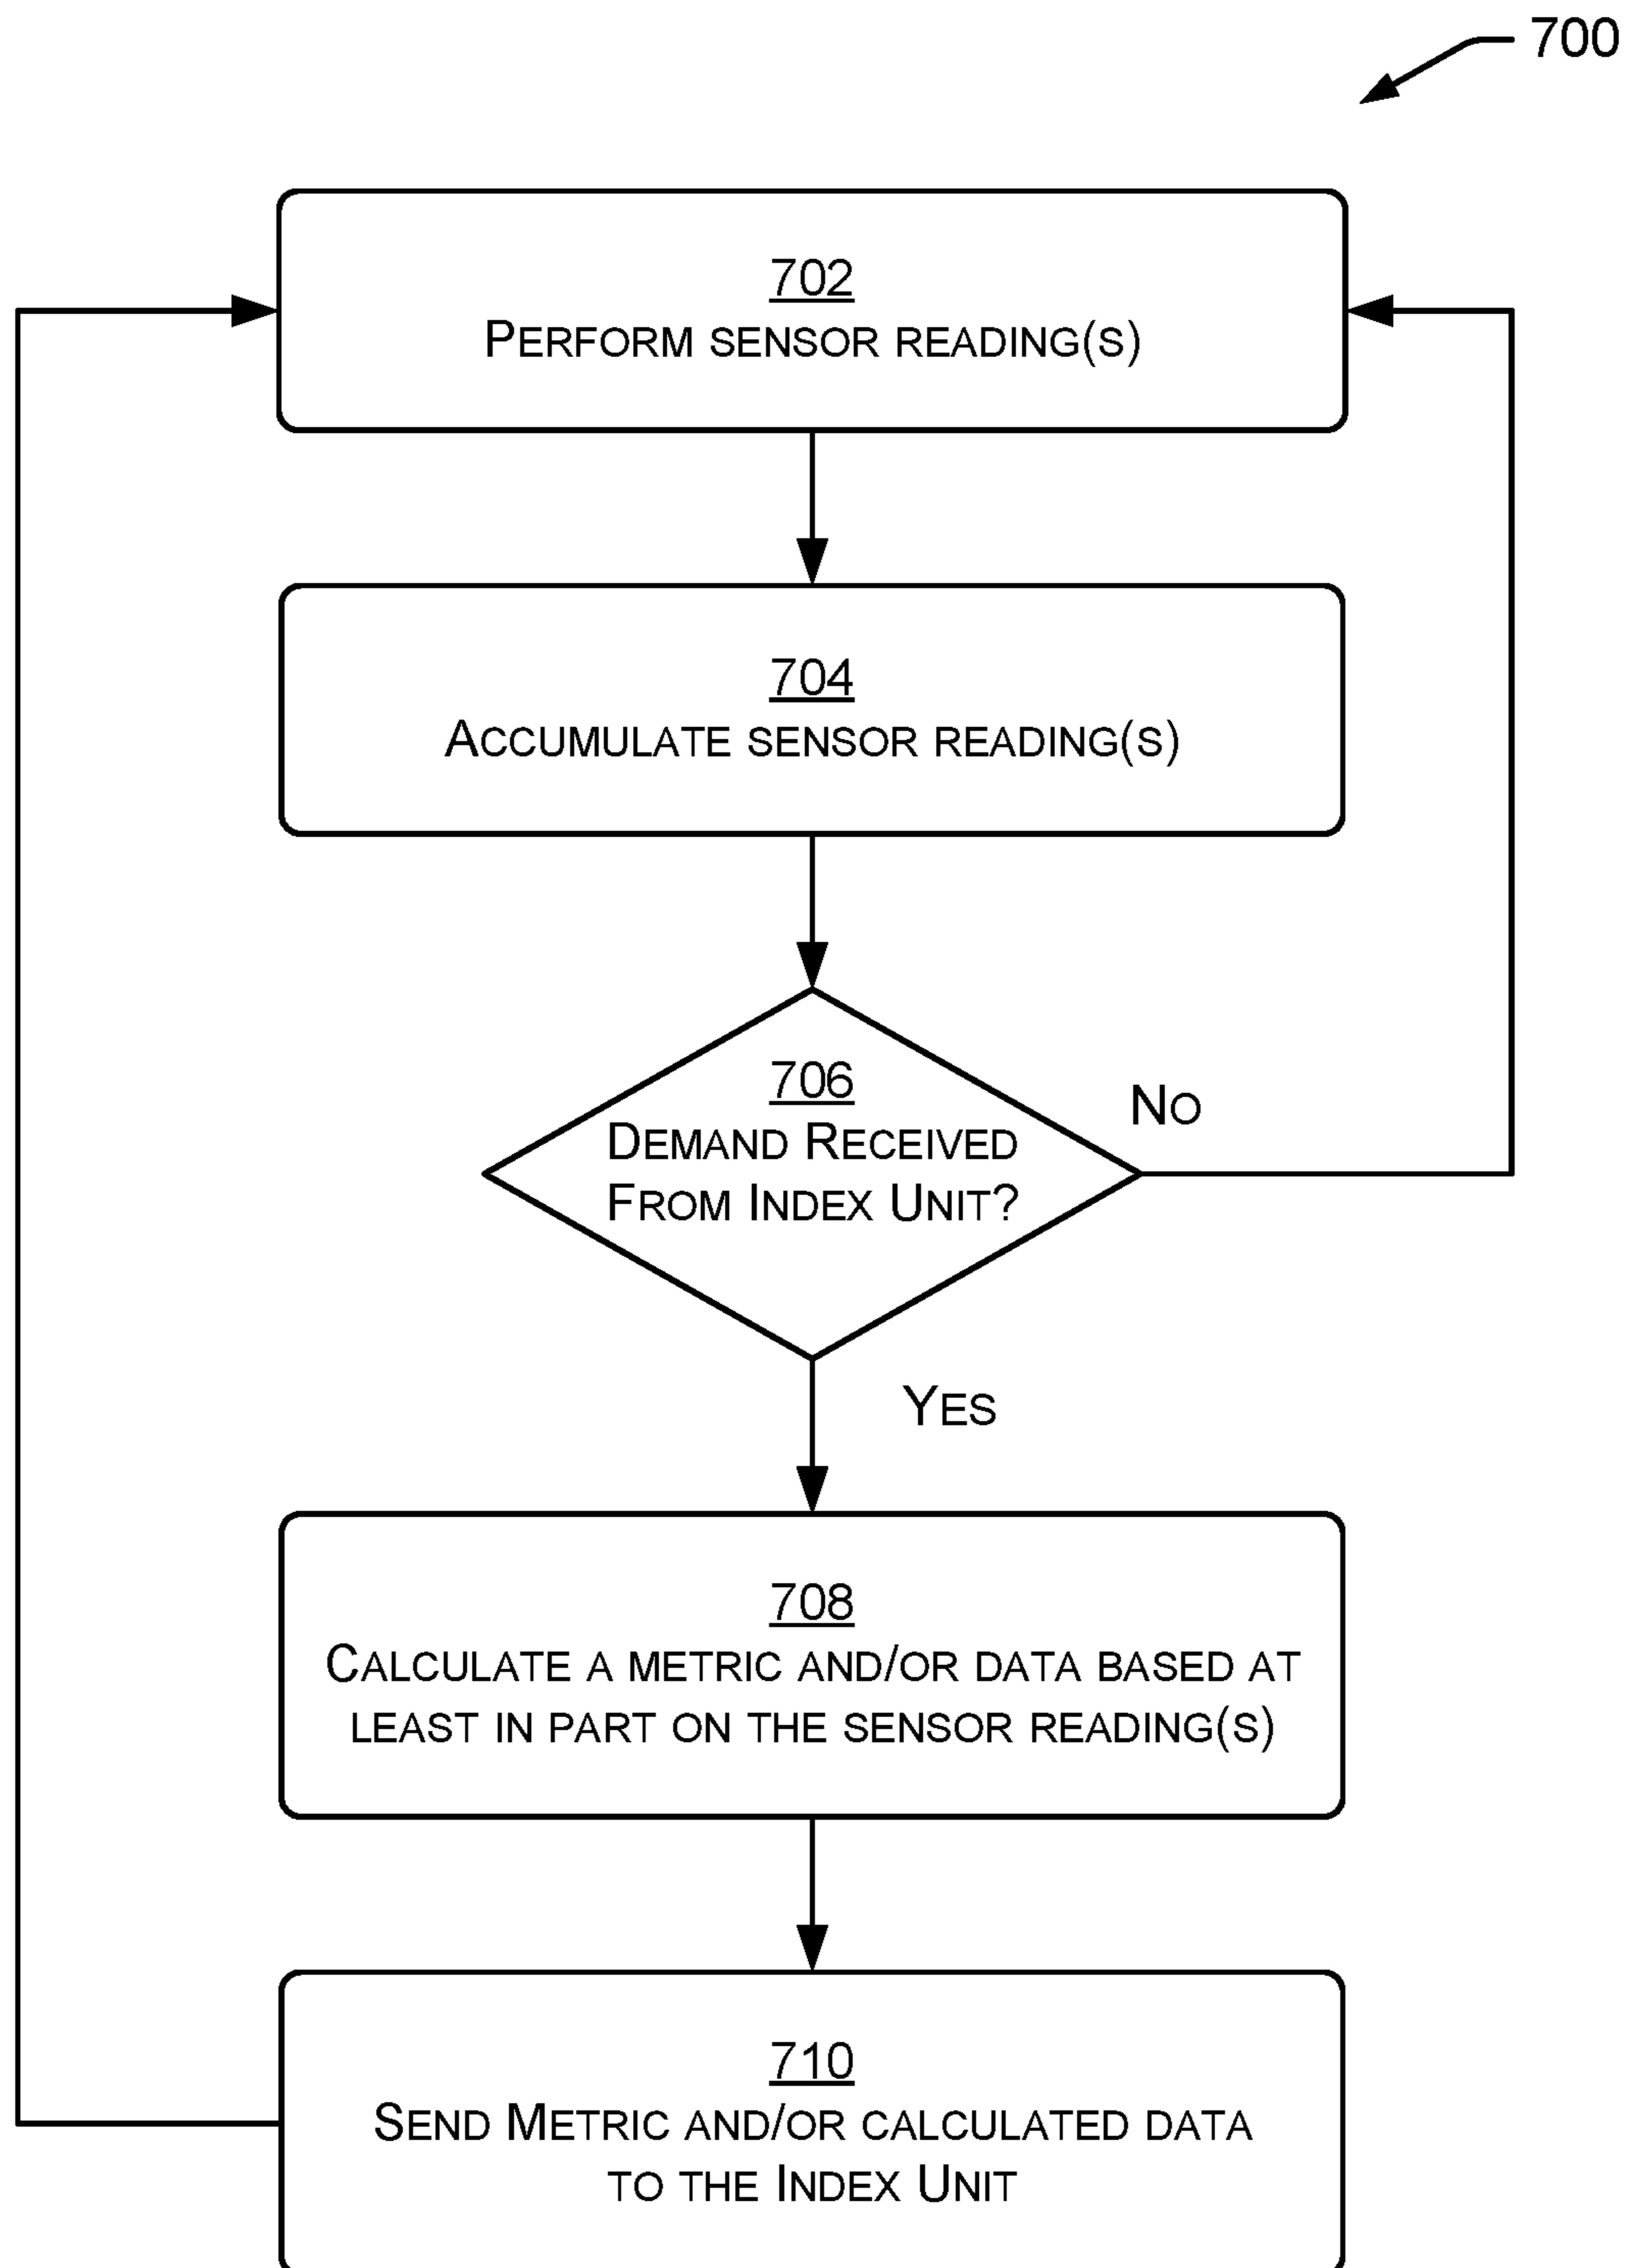 700
702
Perform sensor reading(s)
704
Accumulate sensor reading(s)
706
Demand Received
From Index Unit?
No
Yes
708
Calculate a metric and/or data based at
least in part on the sensor reading(s)
710
Send Metric and/or calculated data
to the Index Unit